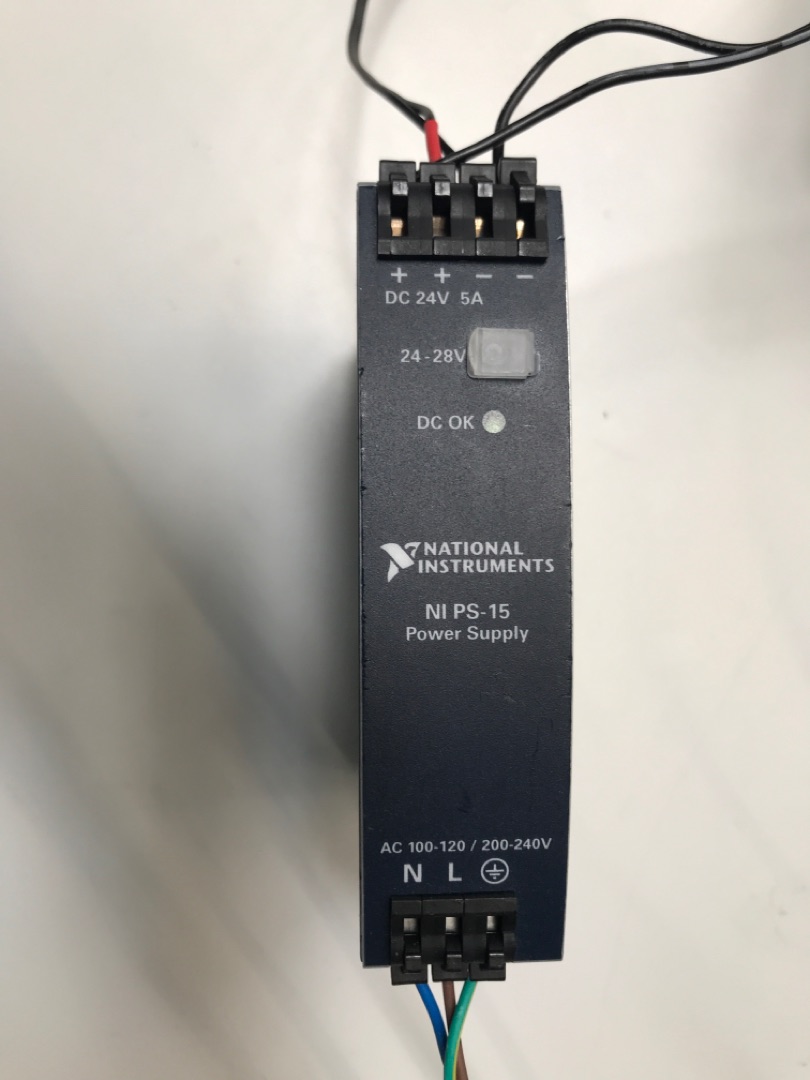 + + − −
DC 24V 5A
24-28V
DC OK
NATIONAL
INSTRUMENTS
NI PS-15
Power Supply
AC 100-120 / 200-240V
N L